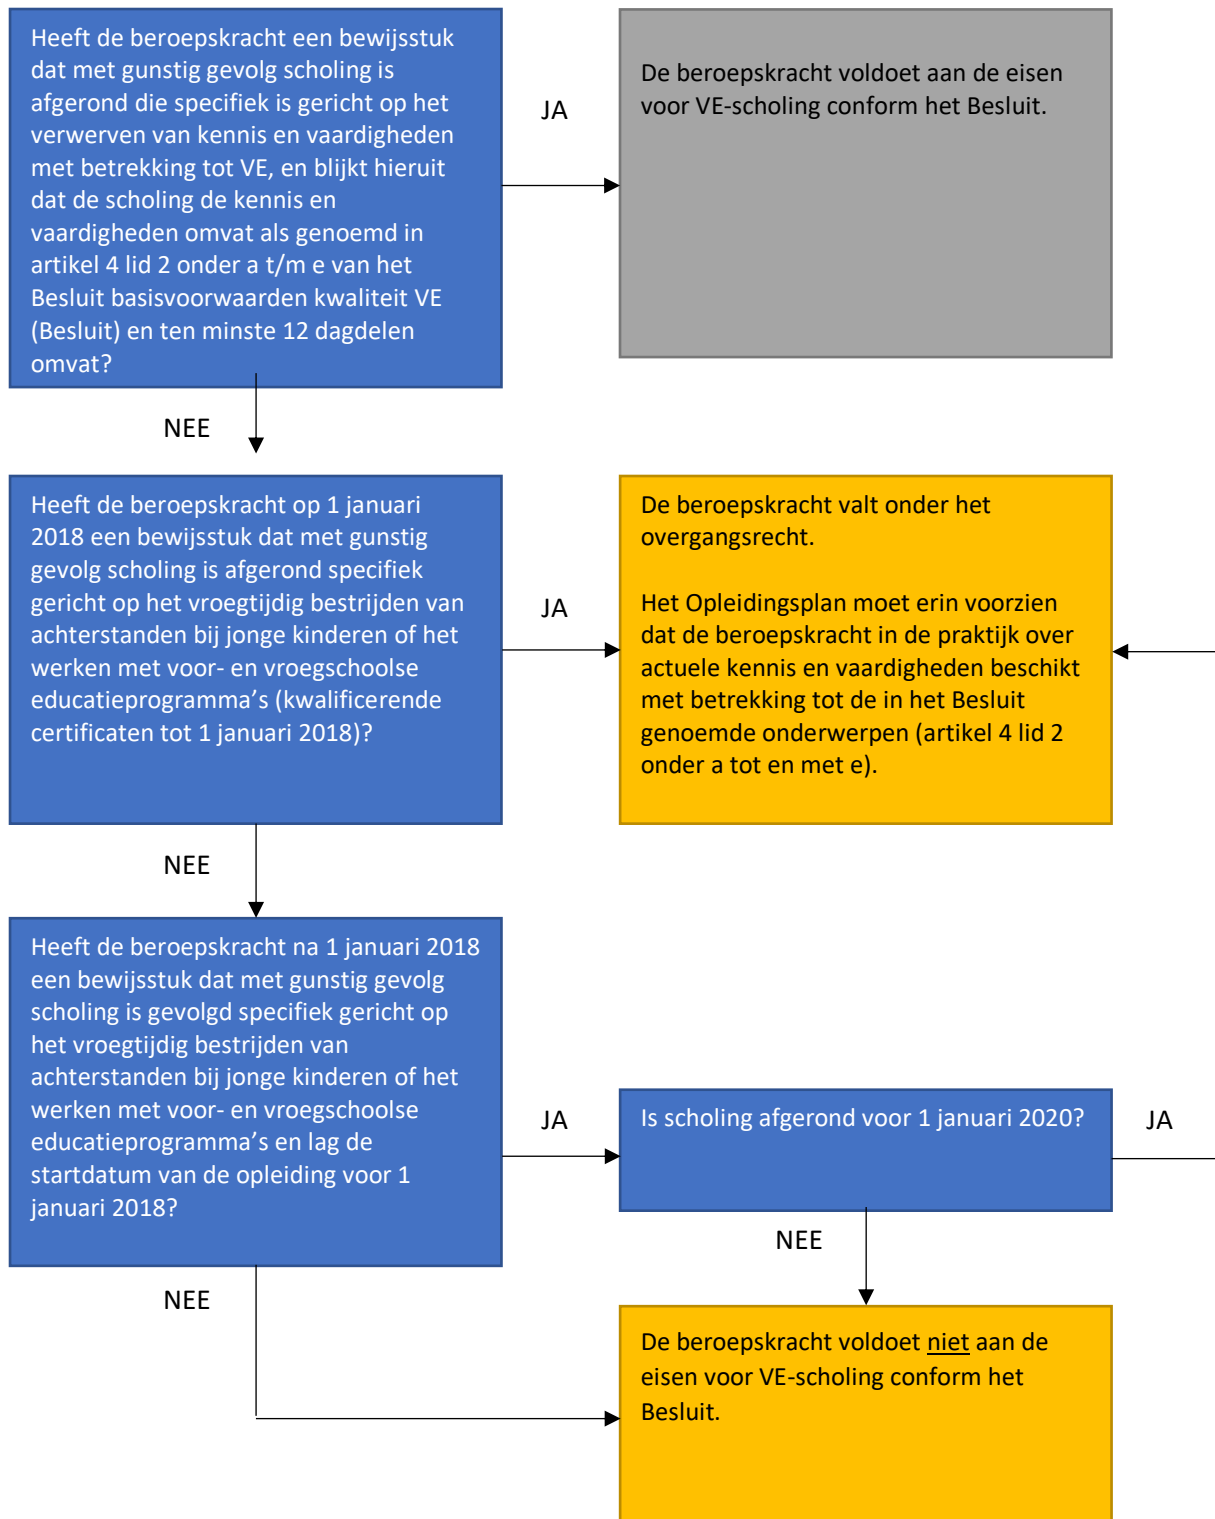 Heeft de beroepskracht een bewijsstuk
dat met gunstig gevolg scholing is
afgerond die specifiek is gericht op het
verwerven van kennis en vaardigheden
met betrekking tot VE, en blijkt hieruit
dat de scholing de kennis en
vaardigheden omvat als genoemd in
artikel 4 lid 2 onder a t/m e van het
Besluit basisvoorwaarden kwaliteit VE
(Besluit) en ten minste 12 dagdelen
omvat?
JA
De beroepskracht voldoet aan de eisen
voor VE-scholing conform het Besluit.
NEE
Heeft de beroepskracht op 1 januari
2018 een bewijsstuk dat met gunstig
gevolg scholing is afgerond specifiek
gericht op het vroegtijdig bestrijden van
achterstanden bij jonge kinderen of het
werken met voor- en vroegschoolse
educatieprogramma’s (kwalificerende
certificaten tot 1 januari 2018)?
JA
De beroepskracht valt onder het
overgangsrecht.
Het Opleidingsplan moet erin voorzien
dat de beroepskracht in de praktijk over
actuele kennis en vaardigheden beschikt
met betrekking tot de in het Besluit
genoemde onderwerpen (artikel 4 lid 2
onder a tot en met e).
NEE
Heeft de beroepskracht na 1 januari 2018
een bewijsstuk dat met gunstig gevolg
scholing is gevolgd specifiek gericht op
het vroegtijdig bestrijden van
achterstanden bij jonge kinderen of het
werken met voor- en vroegschoolse
educatieprogramma’s en lag de
startdatum van de opleiding voor 1
januari 2018?
JA
Is scholing afgerond voor 1 januari 2020?
JA
NEE
NEE
De beroepskracht voldoet niet aan de
eisen voor VE-scholing conform het
Besluit.